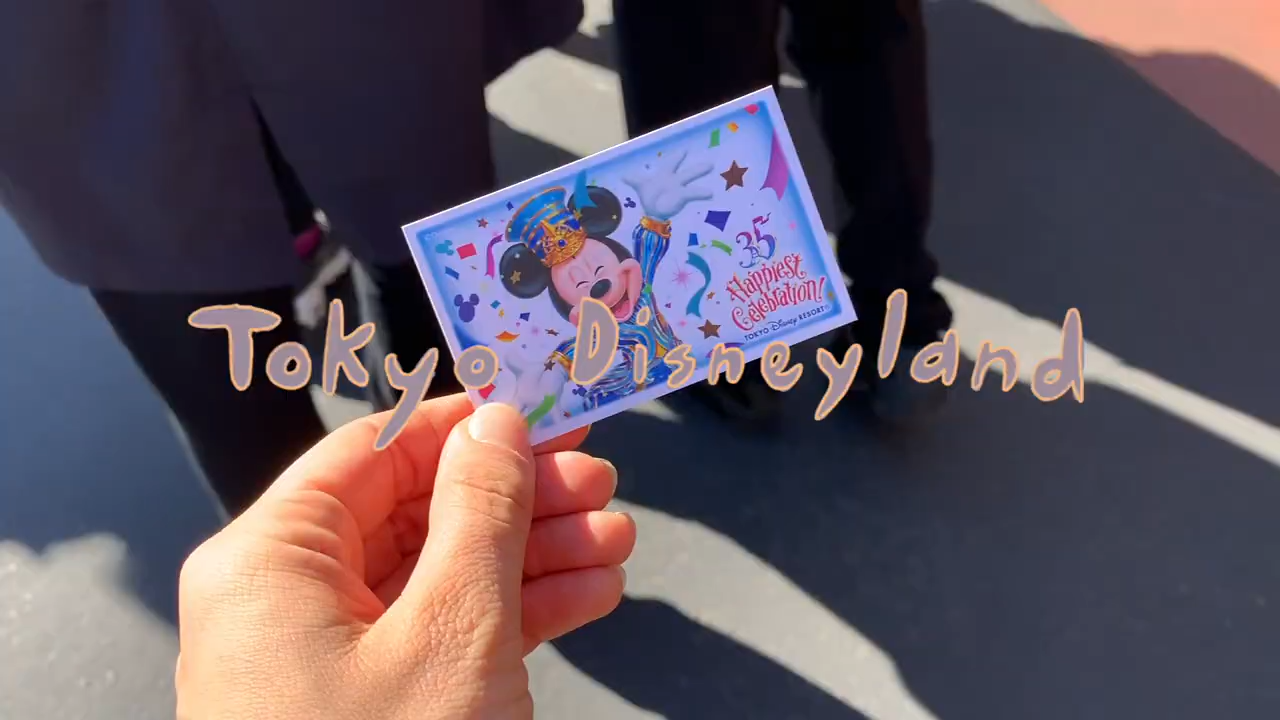 35
Happiest
Celebration!
TOKYO Disney RESORT®
Tokyo Disneyland